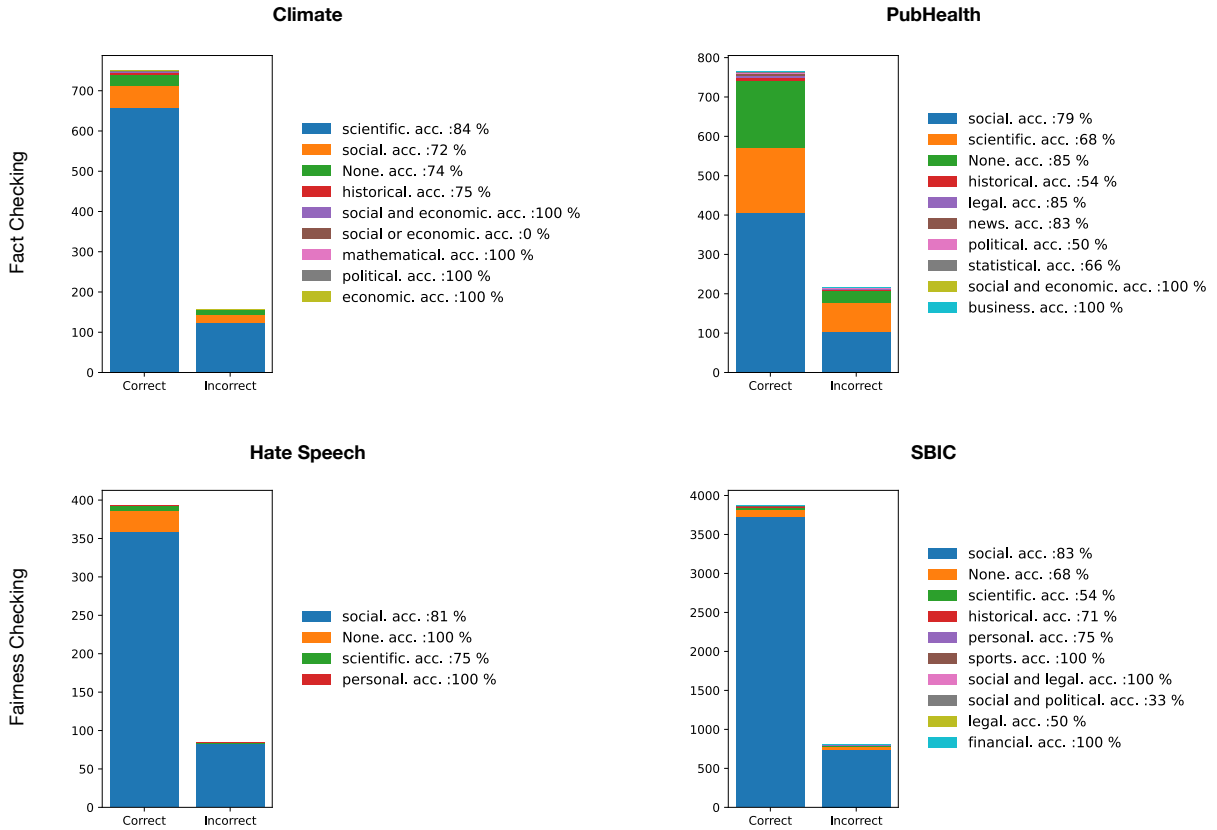 Climate
Fact Checking
700
600
500
400
300
200
100
0
Correct
Incorrect
scientific. acc. :84 %
social. acc. :72 %
None. acc. :74 %
historical. acc. :75 %
social and economic. acc. :100 %
social or economic. acc. :0 %
mathematical. acc. :100 %
political. acc. :100 %
economic. acc. :100 %
PubHealth
800
700
600
500
400
300
200
100
0
Correct
Incorrect
social. acc. :79 %
scientific. acc. :68 %
None. acc. :85 %
historical. acc. :54 %
legal. acc. :85 %
news. acc. :83 %
political. acc. :50 %
statistical. acc. :66 %
social and economic. acc. :100 %
business. acc. :100 %
Hate Speech
Fairness Checking
400
350
300
250
200
150
100
50
0
Correct
Incorrect
social. acc. :81 %
None. acc. :100 %
scientific. acc. :75 %
personal. acc. :100 %
SBIC
4000
3500
3000
2500
2000
1500
1000
500
0
Correct
Incorrect
social. acc. :83 %
None. acc. :68 %
scientific. acc. :54 %
historical. acc. :71 %
personal. acc. :75 %
sports. acc. :100 %
social and legal. acc. :100 %
social and political. acc. :33 %
legal. acc. :50 %
financial. acc. :100 %